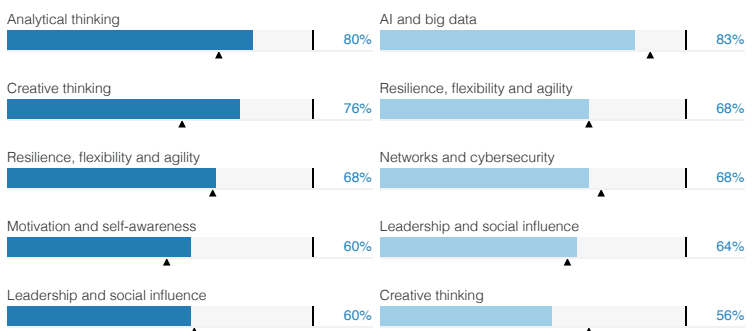 Analytical thinking
80%
Creative thinking
76%
Resilience, flexibility and agility
68%
Motivation and self-awareness
60%
Leadership and social influence
60%
AI and big data
83%
Resilience, flexibility and agility
68%
Networks and cybersecurity
68%
Leadership and social influence
64%
Creative thinking
56%